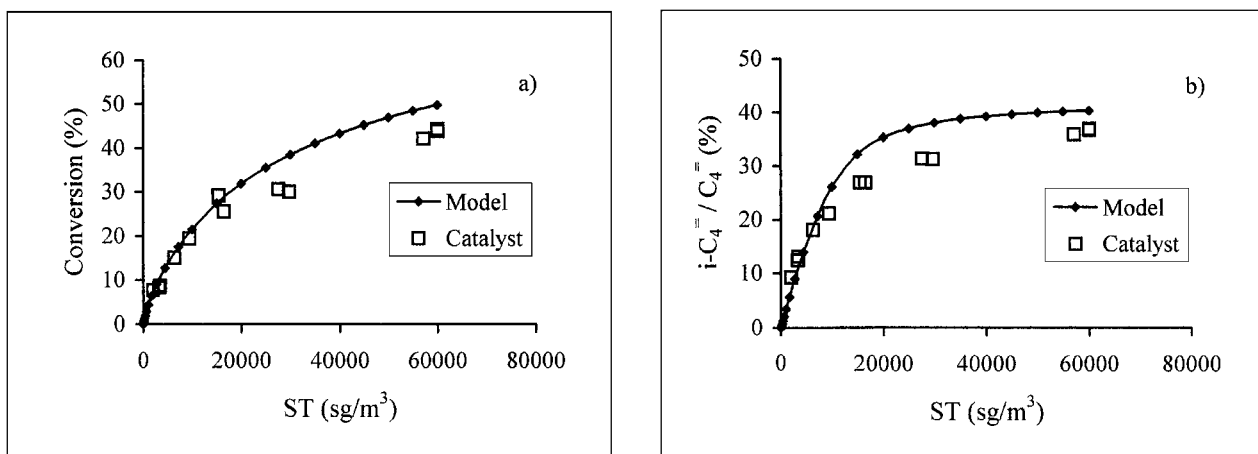 a)
Conversion (%)
60
50
40
30
20
10
0
Model
Catalyst
0 20000 40000 60000 80000
ST (sg/m³)
b)
i-C₄⁼ / C₄⁼ (%)
50
40
30
20
10
0
Model
Catalyst
0 20000 40000 60000 80000
ST (sg/m³)